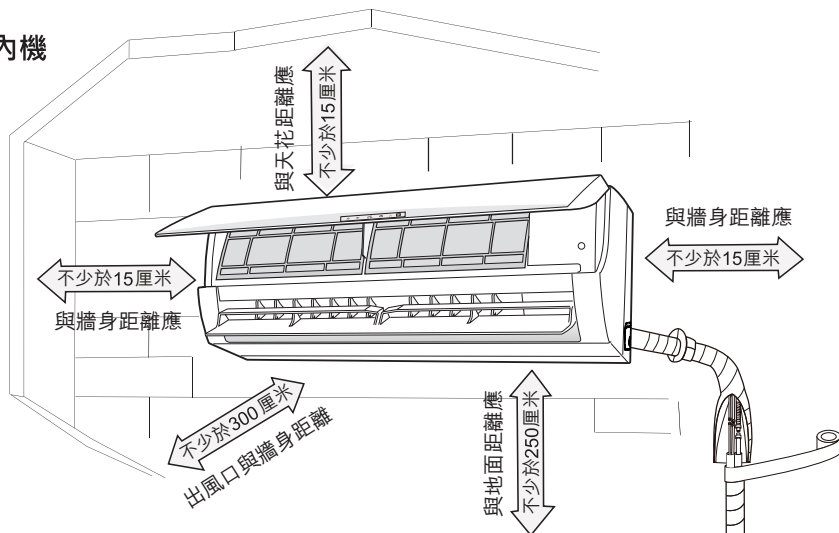 內機
與天花距離應
不少於15厘米
與牆身距離應
不少於15厘米
不少於15厘米
與牆身距離應
不少於300厘米
出風口與牆身距離
與地面距離應
不少於250厘米